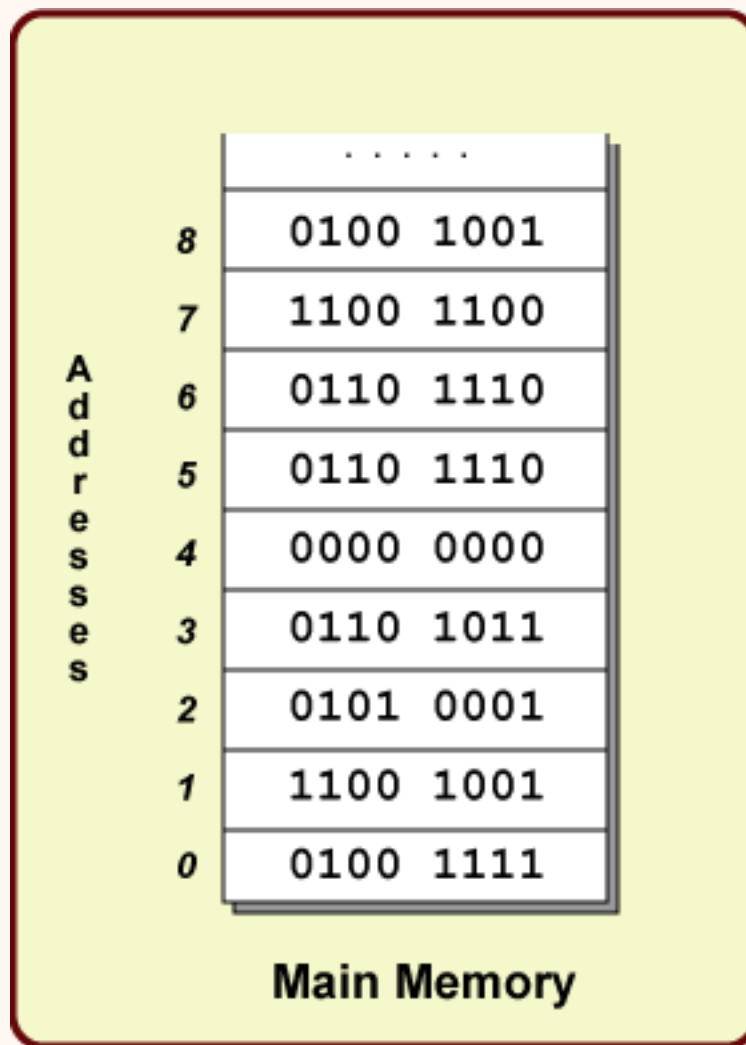 . . . . .
8 0100 1001
7 1100 1100
6 0110 1110
5 0110 1110
4 0000 0000
3 0110 1011
2 0101 0001
1 1100 1001
0 0100 1111
Addresses
Main Memory